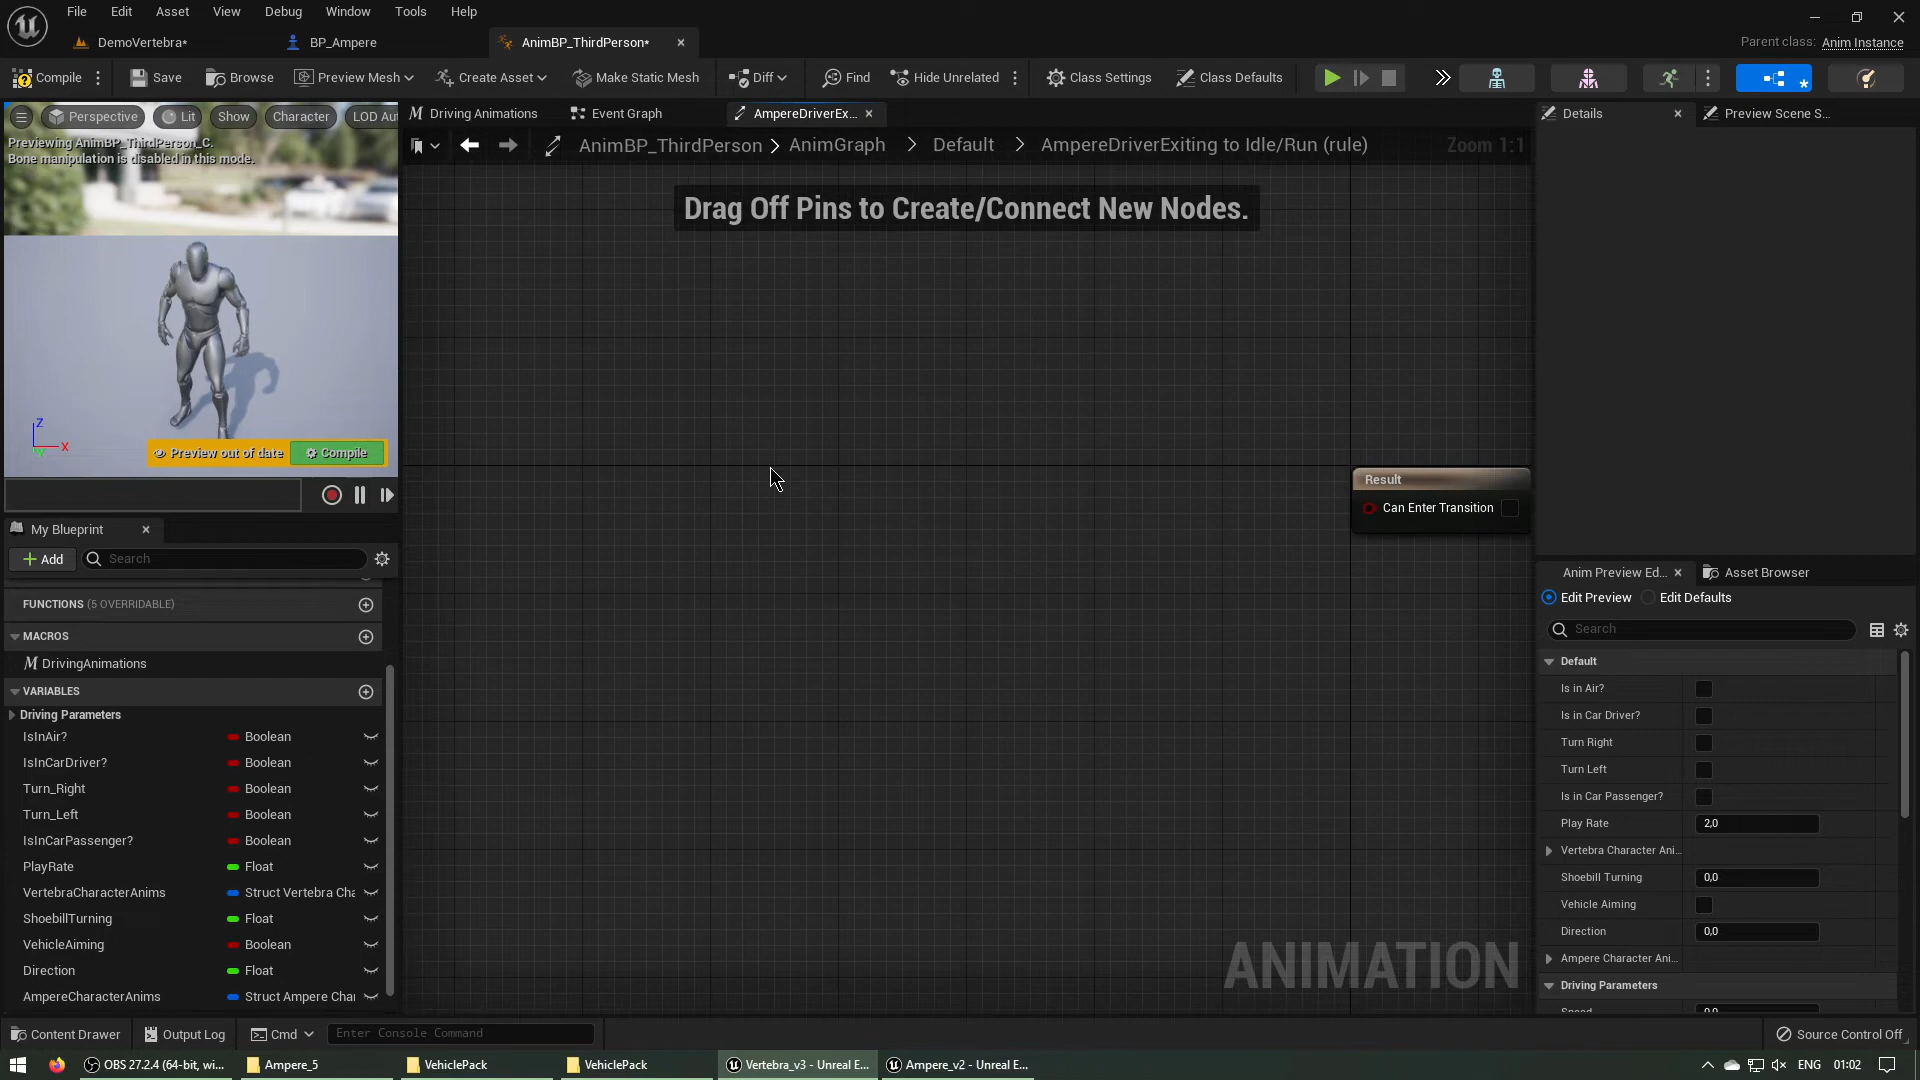 File Edit Asset View Debug Window Tools Help
DemoVertebra* BP_Ampere AnimBP_ThirdPerson*
Parent class: Anim Instance
Compile Save Browse Preview Mesh Create Asset Make Static Mesh Diff Find Hide Unrelated Class Settings Class Defaults
Driving Animations Event Graph AmpereDriverEx...
Details Preview Scene S...
Perspective Lit Show Character LOD Aut
Previewing AnimBP_ThirdPerson_C.
Bone manipulation is disabled in this mode.
AnimBP_ThirdPerson > AnimGraph > Default > AmpereDriverExiting to Idle/Run (rule)
Zoom 1:1
Drag Off Pins to Create/Connect New Nodes.
Z
X
Y
Preview out of date Compile
Result
Can Enter Transition
ANIMATION
My Blueprint
Add Search
FUNCTIONS (5 OVERRIDABLE)
MACROS
DrivingAnimations
VARIABLES
Driving Parameters
IsInAir? Boolean
IsInCarDriver? Boolean
Turn_Right Boolean
Turn_Left Boolean
IsInCarPassenger? Boolean
PlayRate Float
VertebraCharacterAnims Struct Vertebra Cha
ShoebillTurning Float
VehicleAiming Boolean
Direction Float
AmpereCharacterAnims Struct Ampere Char
Anim Preview Ed... Asset Browser
Edit Preview Edit Defaults
Search
Default
Is in Air?
Is in Car Driver?
Turn Right
Turn Left
Is in Car Passenger?
Play Rate 2,0
Vertebra Character Ani...
Shoebill Turning 0,0
Vehicle Aiming
Direction 0,0
Ampere Character Ani...
Driving Parameters
Speed 0,0
Content Drawer Output Log Cmd Enter Console Command
Source Control Off
OBS 27.2.4 (64-bit, wi... Ampere_5 VehiclePack VehiclePack Vertebra_v3 - Unreal E... Ampere_v2 - Unreal E...
ENG 01:02